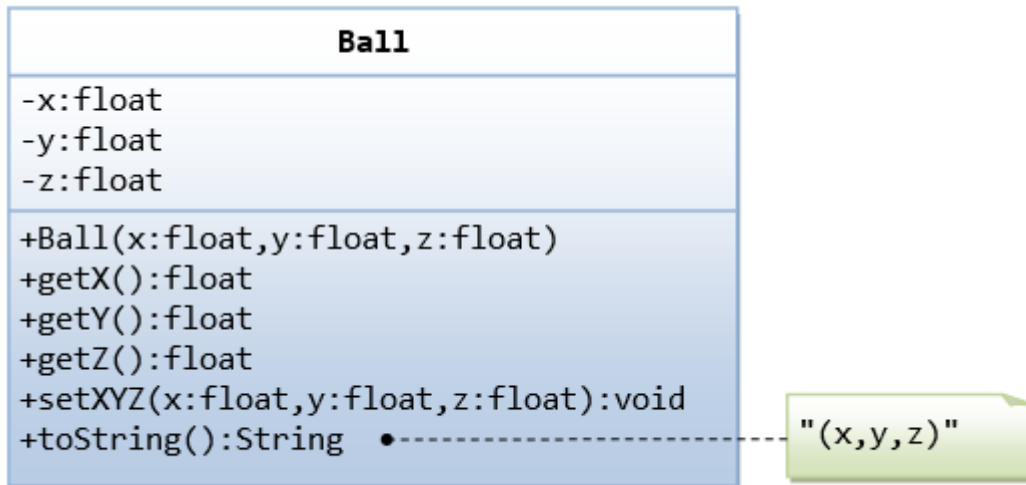 Ball
-x:float
-y:float
-z:float
+Ball(x:float,y:float,z:float)
+getX():float
+getY():float
+getZ():float
+setXYZ(x:float,y:float,z:float):void
+toString():String
"(x,y,z)"